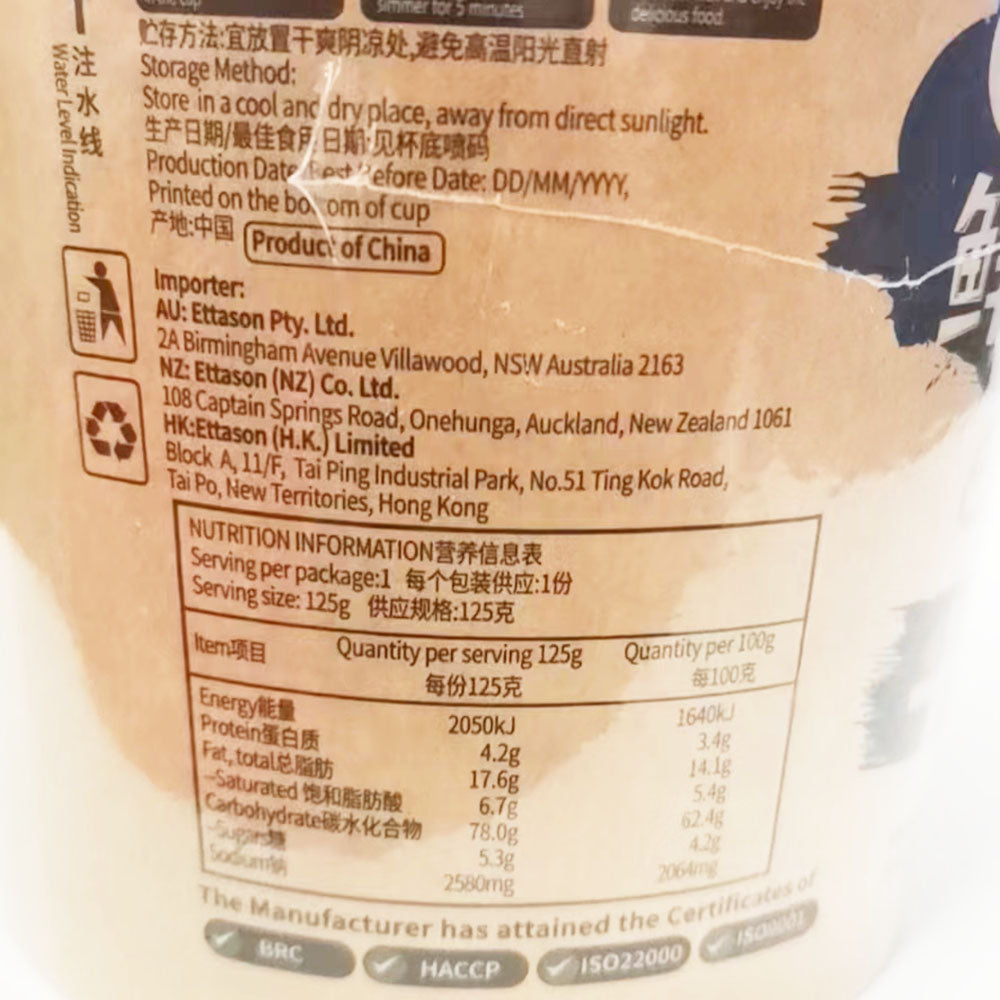 simmer for 5 minutes
delicious food.
注水线
Water Level Indication
贮存方法:宜放置干爽阴凉处,避免高温阳光直射
Storage Method:
Store in a cool and dry place, away from direct sunlight.
生产日期/最佳食用日期:见杯底喷码
Production Date/Best Before Date: DD/MM/YYYY,
Printed on the bottom of cup
产地:中国 Product of China
Importer:
AU: Ettason Pty. Ltd.
2A Birmingham Avenue Villawood, NSW Australia 2163
NZ: Ettason (NZ) Co. Ltd.
108 Captain Springs Road, Onehunga, Auckland, New Zealand 1061
HK:Ettason (H.K.) Limited
Block A, 11/F, Tai Ping Industrial Park, No.51 Ting Kok Road,
Tai Po, New Territories, Hong Kong
NUTRITION INFORMATION营养信息表
Serving per package:1 每个包装供应:1份
Serving size: 125g 供应规格:125克
Item项目 Quantity per serving 125g Quantity per 100g
每份125克 每100克
Energy能量 2050kJ 1640kJ
Protein蛋白质 4.2g 3.4g
Fat, total总脂肪 17.6g 14.1g
-Saturated 饱和脂肪酸 6.7g 5.4g
Carbohydrate碳水化合物 78.0g 62.4g
-Sugars糖 5.3g 4.2g
Sodium钠 2580mg 2064mg
The Manufacturer has attained the Certificates of
BRC HACCP ISO22000